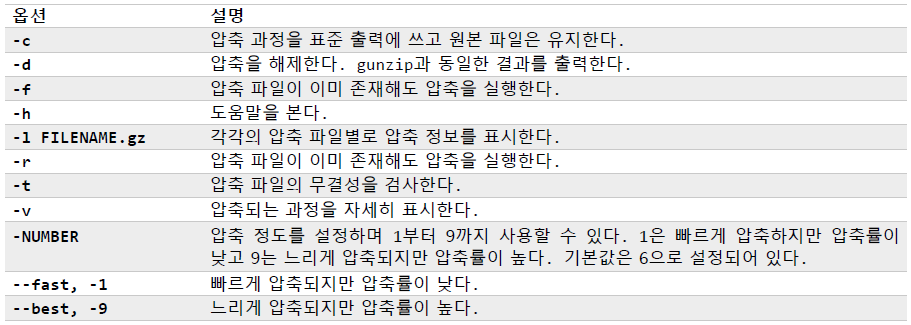 옵션 설명
-c 압축 과정을 표준 출력에 쓰고 원본 파일은 유지한다.
-d 압축을 해제한다. gunzip과 동일한 결과를 출력한다.
-f 압축 파일이 이미 존재해도 압축을 실행한다.
-h 도움말을 본다.
-l FILENAME.gz 각각의 압축 파일별로 압축 정보를 표시한다.
-r 압축 파일이 이미 존재해도 압축을 실행한다.
-t 압축 파일의 무결성을 검사한다.
-v 압축되는 과정을 자세히 표시한다.
-NUMBER 압축 정도를 설정하며 1부터 9까지 사용할 수 있다. 1은 빠르게 압축하지만 압축률이
낮고 9는 느리게 압축되지만 압축률이 높다. 기본값은 6으로 설정되어 있다.
--fast, -1 빠르게 압축되지만 압축률이 낮다.
--best, -9 느리게 압축되지만 압축률이 높다.